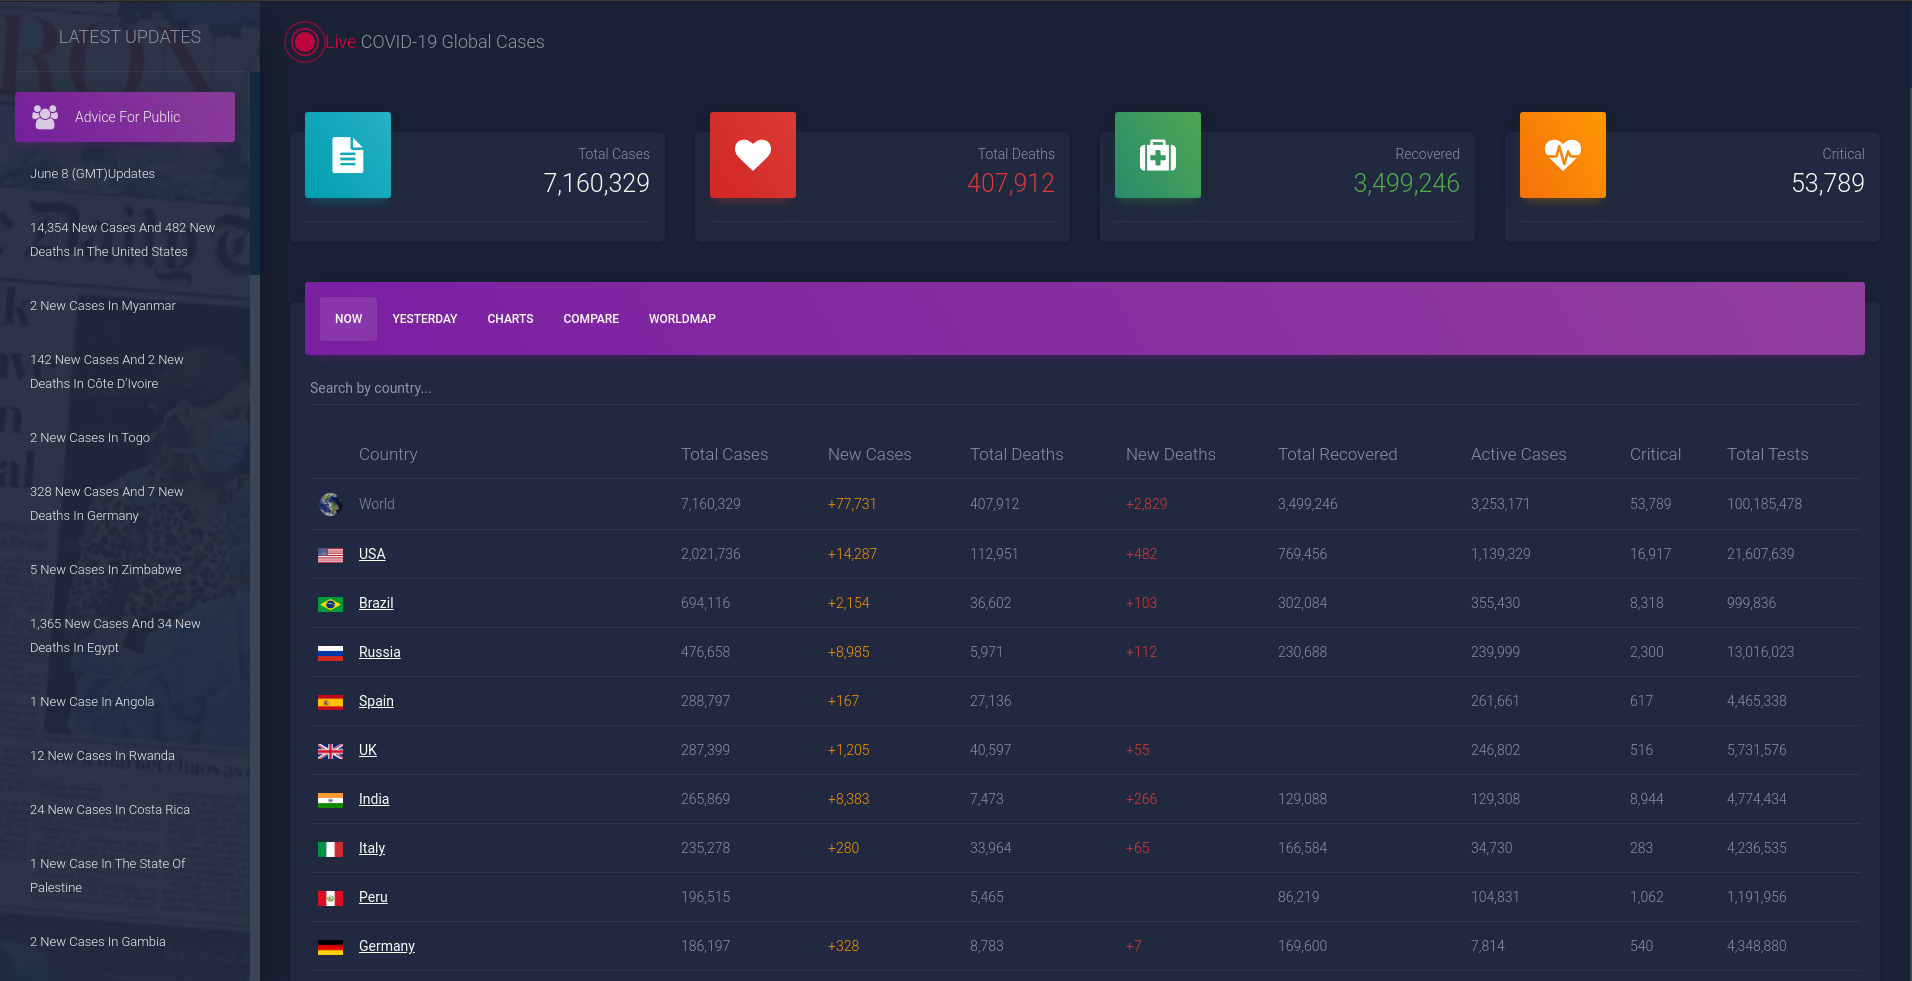 LATEST UPDATES
Advice For Public
June 8 (GMT)Updates
14,354 New Cases And 482 New
Deaths In The United States
2 New Cases In Myanmar
142 New Cases And 2 New
Deaths In Côte D'Ivoire
2 New Cases In Togo
328 New Cases And 7 New
Deaths In Germany
5 New Cases In Zimbabwe
1,365 New Cases And 34 New
Deaths In Egypt
1 New Case In Angola
12 New Cases In Rwanda
24 New Cases In Costa Rica
1 New Case In The State Of
Palestine
2 New Cases In Gambia
Live COVID-19 Global Cases
Total Cases
7,160,329
Total Deaths
407,912
Recovered
3,499,246
Critical
53,789
NOW YESTERDAY CHARTS COMPARE WORLDMAP
Search by country...
Country Total Cases New Cases Total Deaths New Deaths Total Recovered Active Cases Critical Total Tests
World 7,160,329 +77,731 407,912 +2,829 3,499,246 3,253,171 53,789 100,185,478
USA 2,021,736 +14,287 112,951 +482 769,456 1,139,329 16,917 21,607,639
Brazil 694,116 +2,154 36,602 +103 302,084 355,430 8,318 999,836
Russia 476,658 +8,985 5,971 +112 230,688 239,999 2,300 13,016,023
Spain 288,797 +167 27,136 261,661 617 4,465,338
UK 287,399 +1,205 40,597 +55 246,802 516 5,731,576
India 265,869 +8,383 7,473 +266 129,088 129,308 8,944 4,774,434
Italy 235,278 +280 33,964 +65 166,584 34,730 283 4,236,535
Peru 196,515 5,465 86,219 104,831 1,062 1,191,956
Germany 186,197 +328 8,783 +7 169,600 7,814 540 4,348,880